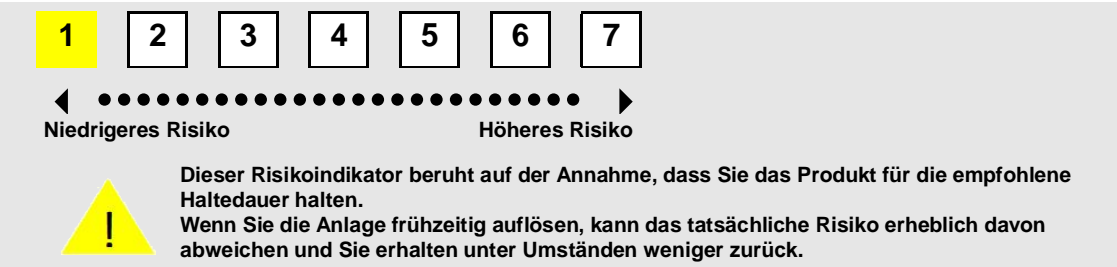 1 2 3 4 5 6 7
Niedrigeres Risiko Höheres Risiko
!
Dieser Risikoindikator beruht auf der Annahme, dass Sie das Produkt für die empfohlene
Haltedauer halten.
Wenn Sie die Anlage frühzeitig auflösen, kann das tatsächliche Risiko erheblich davon
abweichen und Sie erhalten unter Umständen weniger zurück.